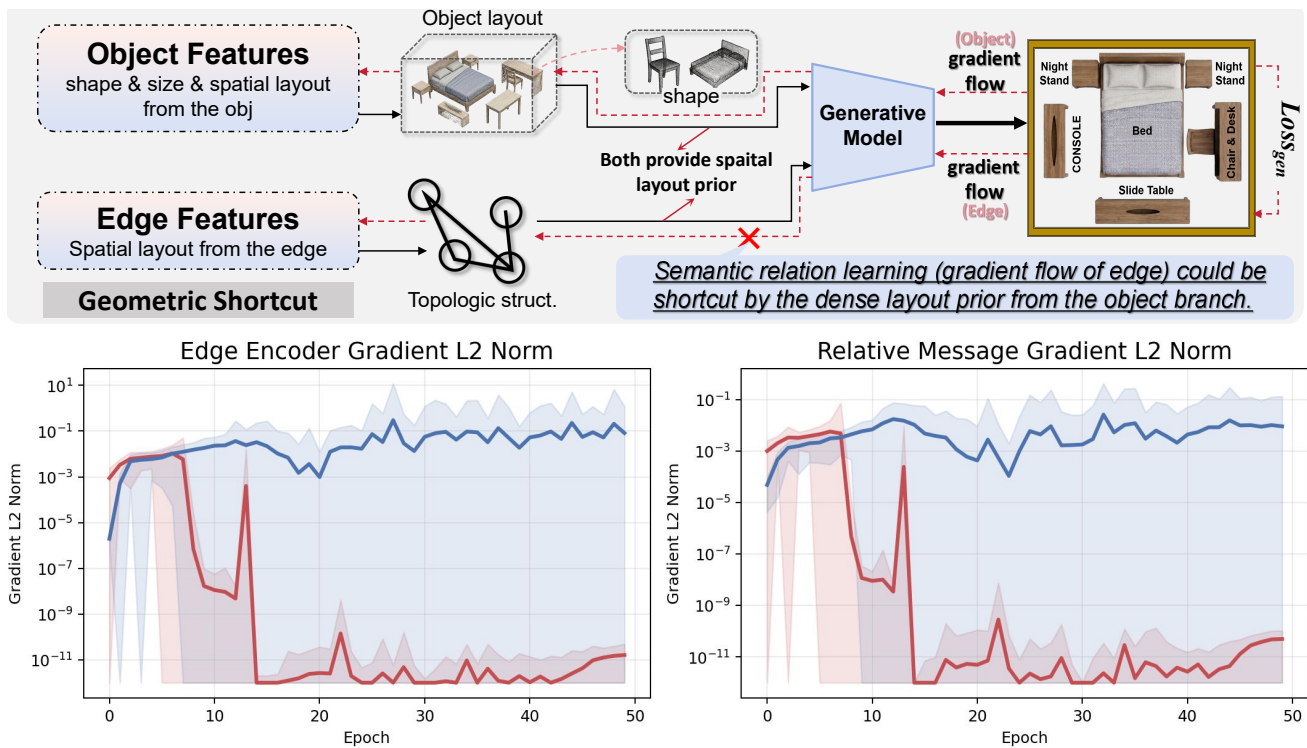 Object Features
shape & size & spatial layout
from the obj
Object layout
shape
Generative
Model
(Object)
gradient
flow
Night
Stand
Night
Stand
CONSOLE
Bed
Chair & Desk
Slide Table
Loss_gen
Both provide spaital
layout prior
gradient
flow
(Edge)
Edge Features
Spatial layout from the edge
Geometric Shortcut
Topologic struct.
Semantic relation learning (gradient flow of edge) could be
shortcut by the dense layout prior from the object branch.
Edge Encoder Gradient L2 Norm
Gradient L2 Norm
10^1
10^-1
10^-3
10^-5
10^-7
10^-9
10^-11
0 10 20 30 40 50
Epoch
Relative Message Gradient L2 Norm
Gradient L2 Norm
10^-1
10^-3
10^-5
10^-7
10^-9
10^-11
0 10 20 30 40 50
Epoch